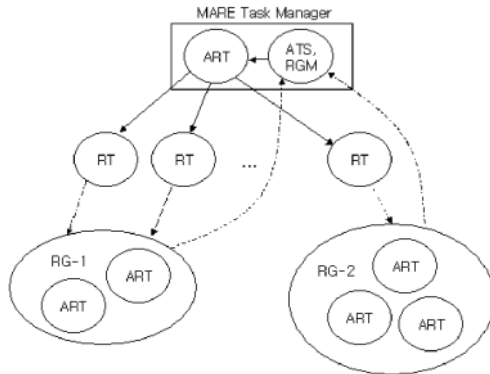 MARE Task Manager
ART
ATS,
RGM
RT
RT
...
RT
RG-1
ART
ART
RG-2
ART
ART
ART